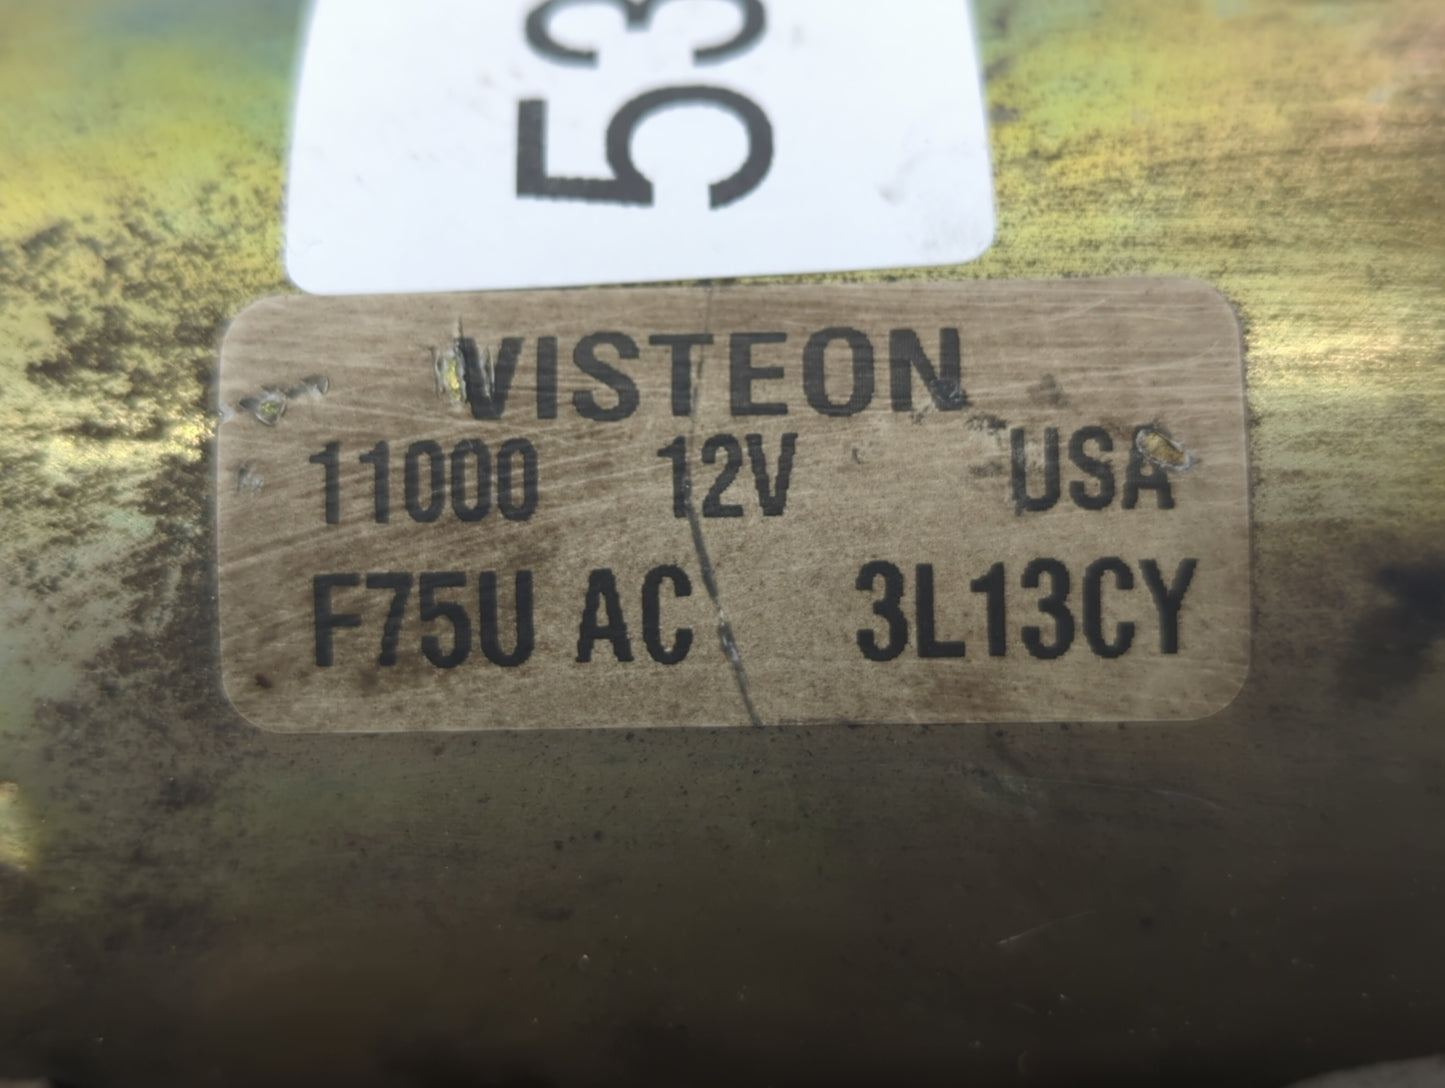 53
VISTEON
11000 12V USA
F75U AC 3L13CY